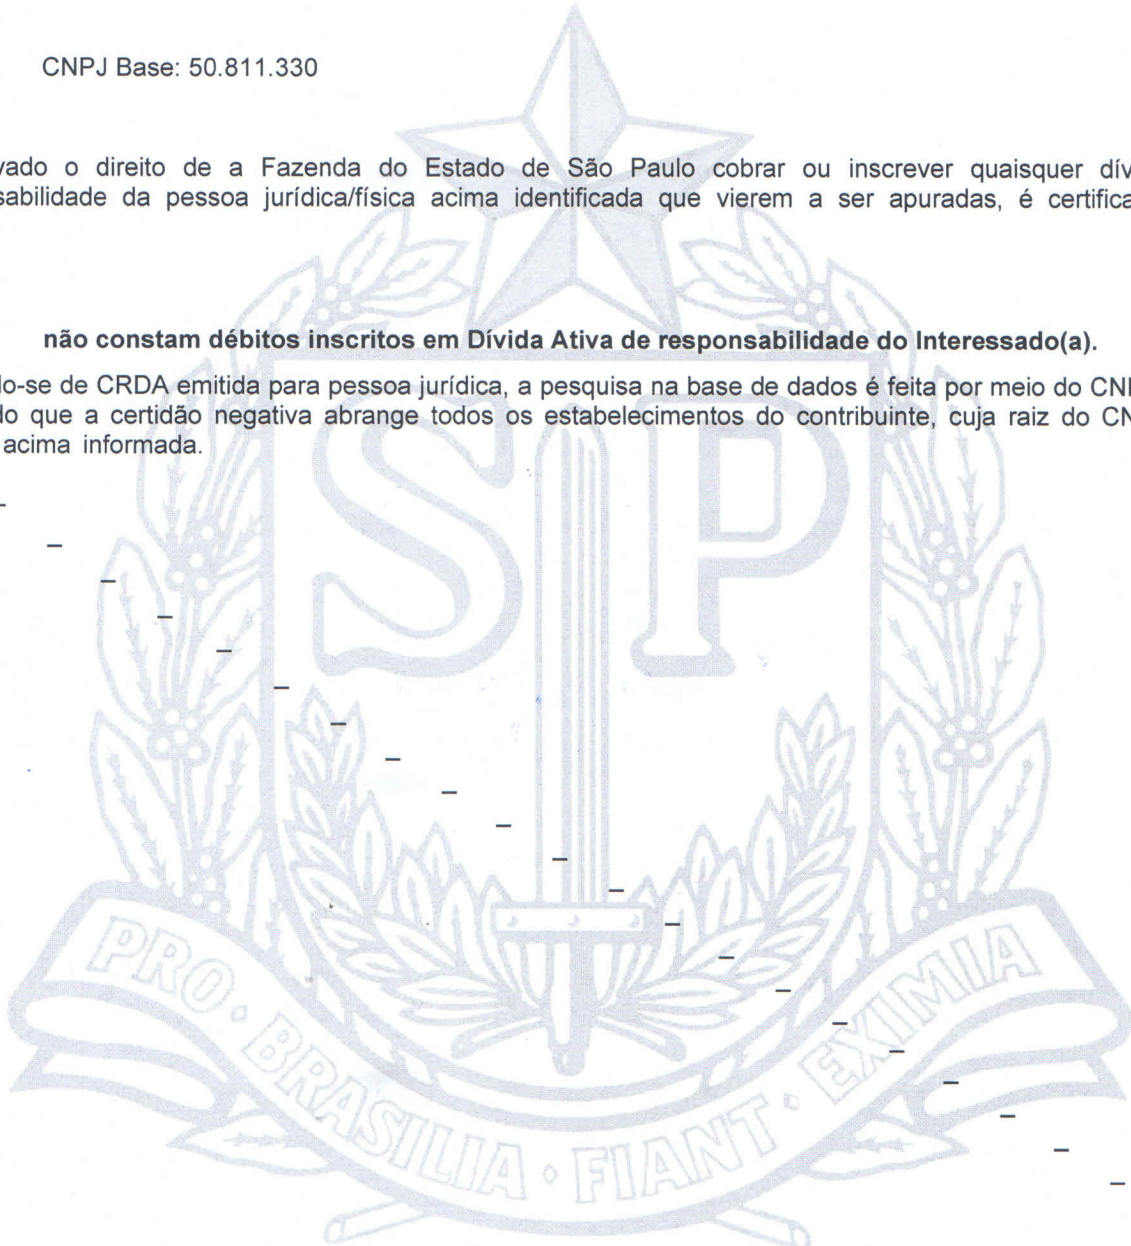 CNPJ Base: 50.811.330
vado o direito de a Fazenda do Estado de São Paulo cobrar ou inscrever quaisquer dív
sabilidade da pessoa jurídica/física acima identificada que vierem a ser apuradas, é certifica
não constam débitos inscritos em Dívida Ativa de responsabilidade do Interessado(a).
do-se de CRDA emitida para pessoa jurídica, a pesquisa na base de dados é feita por meio do CN
do que a certidão negativa abrange todos os estabelecimentos do contribuinte, cuja raiz do CN
acima informada.
SP
PRO · BRASILIA · FIANT · EXIMIA